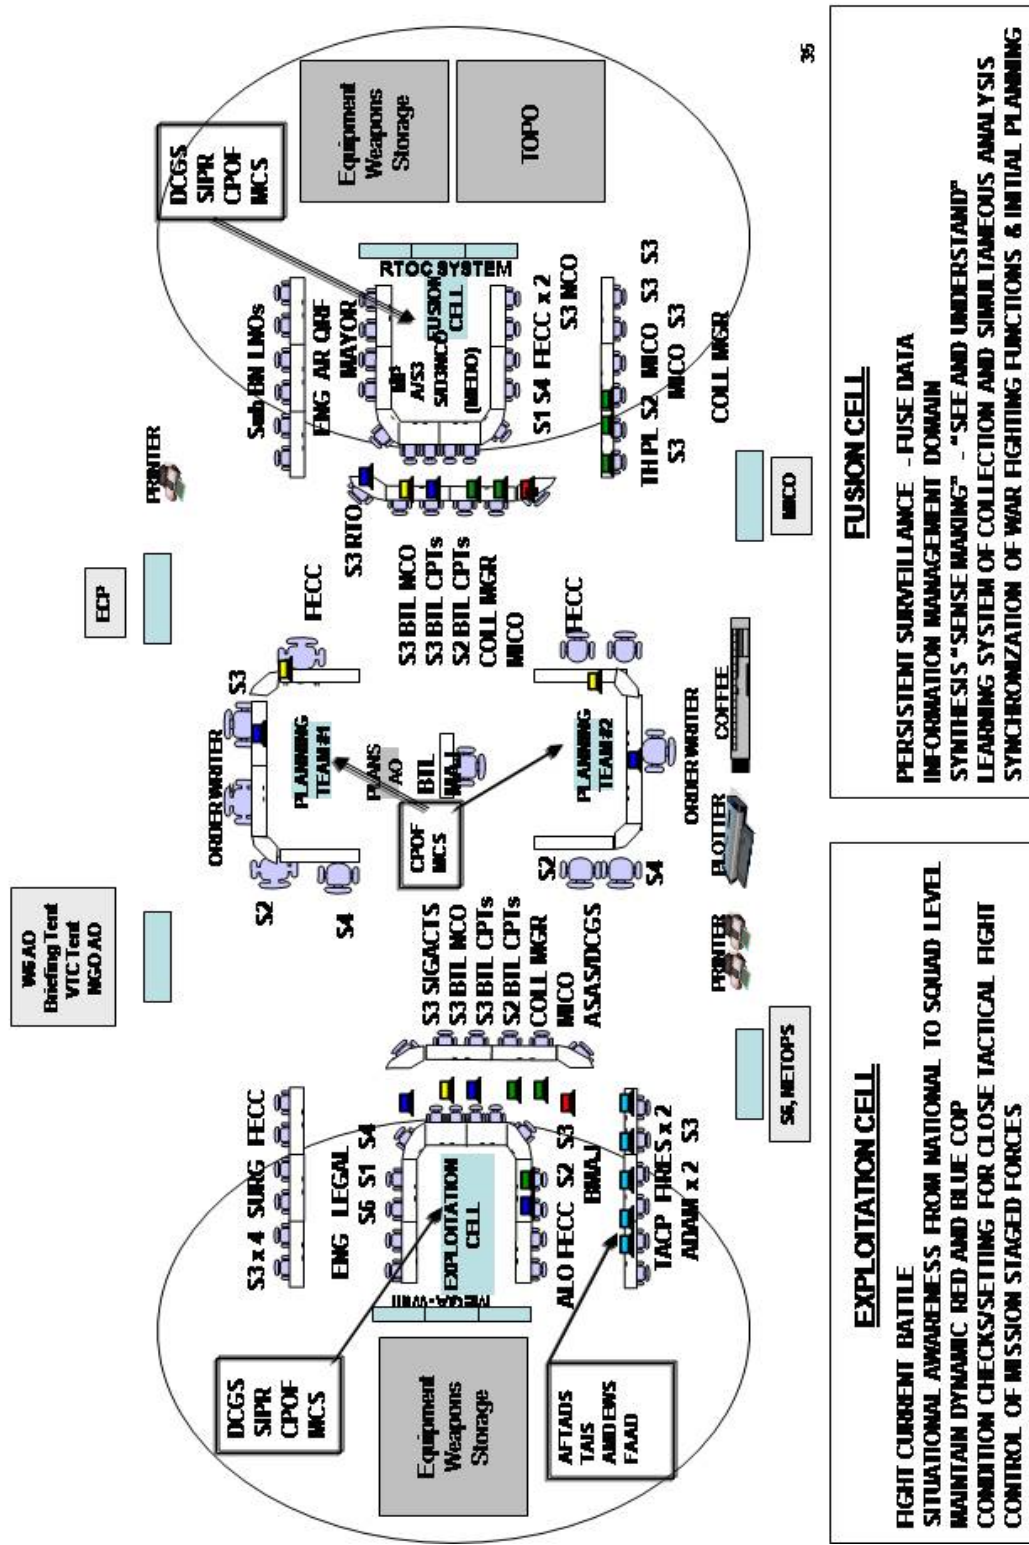 W6 AO
Briefing Tent
VTC Tent
NGO AO
ECP
PRINTER
DCGS
SIPR
CPOF
MCS
S3 x 4 SURG FECC
ENG LEGAL
S6 S1 S4
ORDER WRITER
S3
S2
S4
FECC
Sub BN LNOs
ENG AR QRF
MAYOR
DCGS
SIPR
CPOF
MCS
Equipment
Weapons
Storage
EXPLOITATION
CELL
S3 SIGACTS
S3 BTL NCO
S3 BTL CPTs
S2 BTL CPTs
COLL MGR
MICO
ASAS/DCGS
PLANNING
TEAM #1
PLANS
AO
BTL
MAJ
CPOF
MCS
PLANNING
TEAM #2
S3 RTO
S3 BTL NCO
S3 BTL CPTs
S2 BTL CPTs
COLL MGR
MICO
MP
A/S3
FUSION
CELL
RTOC SYSTEM
Equipment
Weapons
Storage
TOPO
ALO FECC S2 S3
BMAJ
AFTADS
TAIS
AMDEWS
FAAD
TACP FIRES x 2
ADAM x 2 S3
S2
S4
ORDER WRITER
FECC
S1 S4 FECC x 2
S3 NCO
THPL S2 MICO S3 S3
S3 MICO S3
COLL MGR
S6, NETOPS
PRINTER
PLOTTER
COFFEE
MICO
35
EXPLOITATION CELL
FIGHT CURRENT BATTLE
SITUATIONAL AWARENESS FROM NATIONAL TO SQUAD LEVEL
MAINTAIN DYNAMIC RED AND BLUE COP
CONDITION CHECKS/SETTING FOR CLOSE TACTICAL FIGHT
CONTROL OF MISSION STAGED FORCES
FUSION CELL
PERSISTENT SURVEILLANCE - FUSE DATA
INFORMATION MANAGEMENT DOMAIN
SYNTHESIS "SENSE MAKING" - "SEE AND UNDERSTAND"
LEARNING SYSTEM OF COLLECTION AND SIMULTANEOUS ANALYSIS
SYNCHRONIZATION OF WAR FIGHTING FUNCTIONS & INITIAL PLANNING